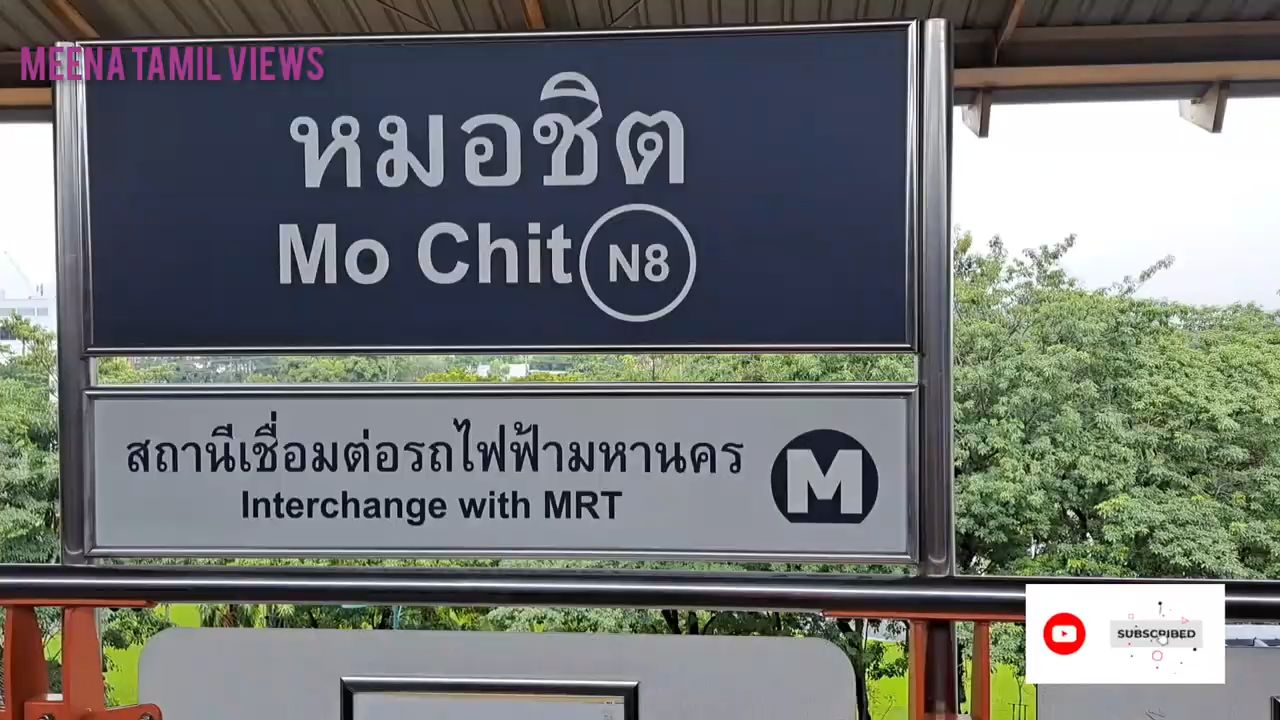 MEENA TAMIL VIEWS
หมอชิต
Mo Chit N8
สถานีเชื่อมต่อรถไฟฟ้ามหานคร
Interchange with MRT
M
SUBSCRIBED